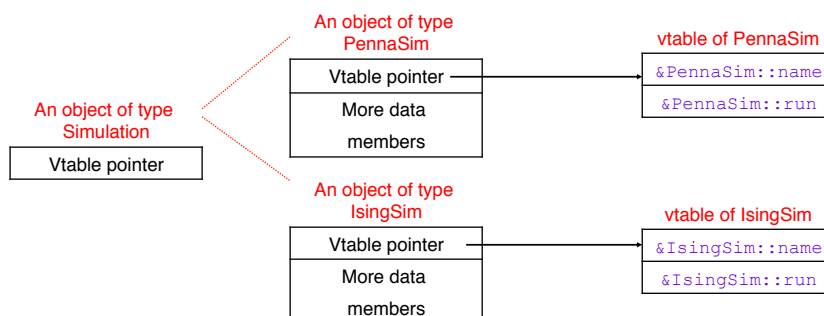 An object of type
Simulation
Vtable pointer
An object of type
PennaSim
Vtable pointer
More data
members
vtable of PennaSim
&PennaSim::name
&PennaSim::run
An object of type
IsingSim
Vtable pointer
More data
members
vtable of IsingSim
&IsingSim::name
&IsingSim::run